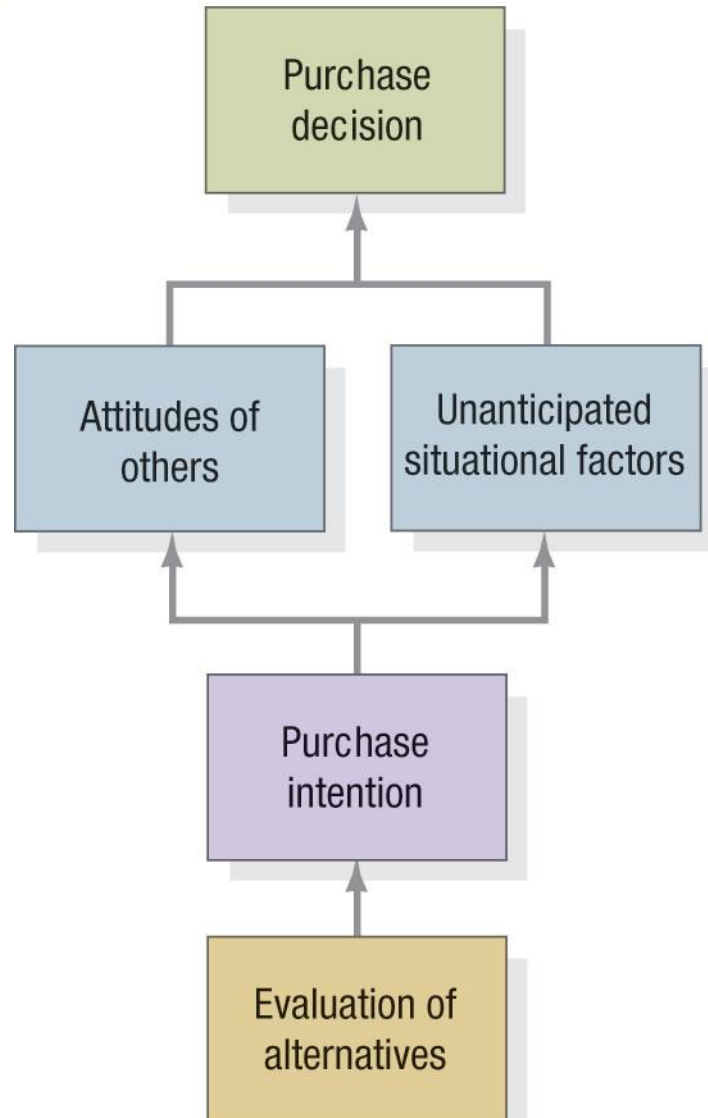 Purchase
decision
Attitudes of
others
Unanticipated
situational factors
Purchase
intention
Evaluation of
alternatives